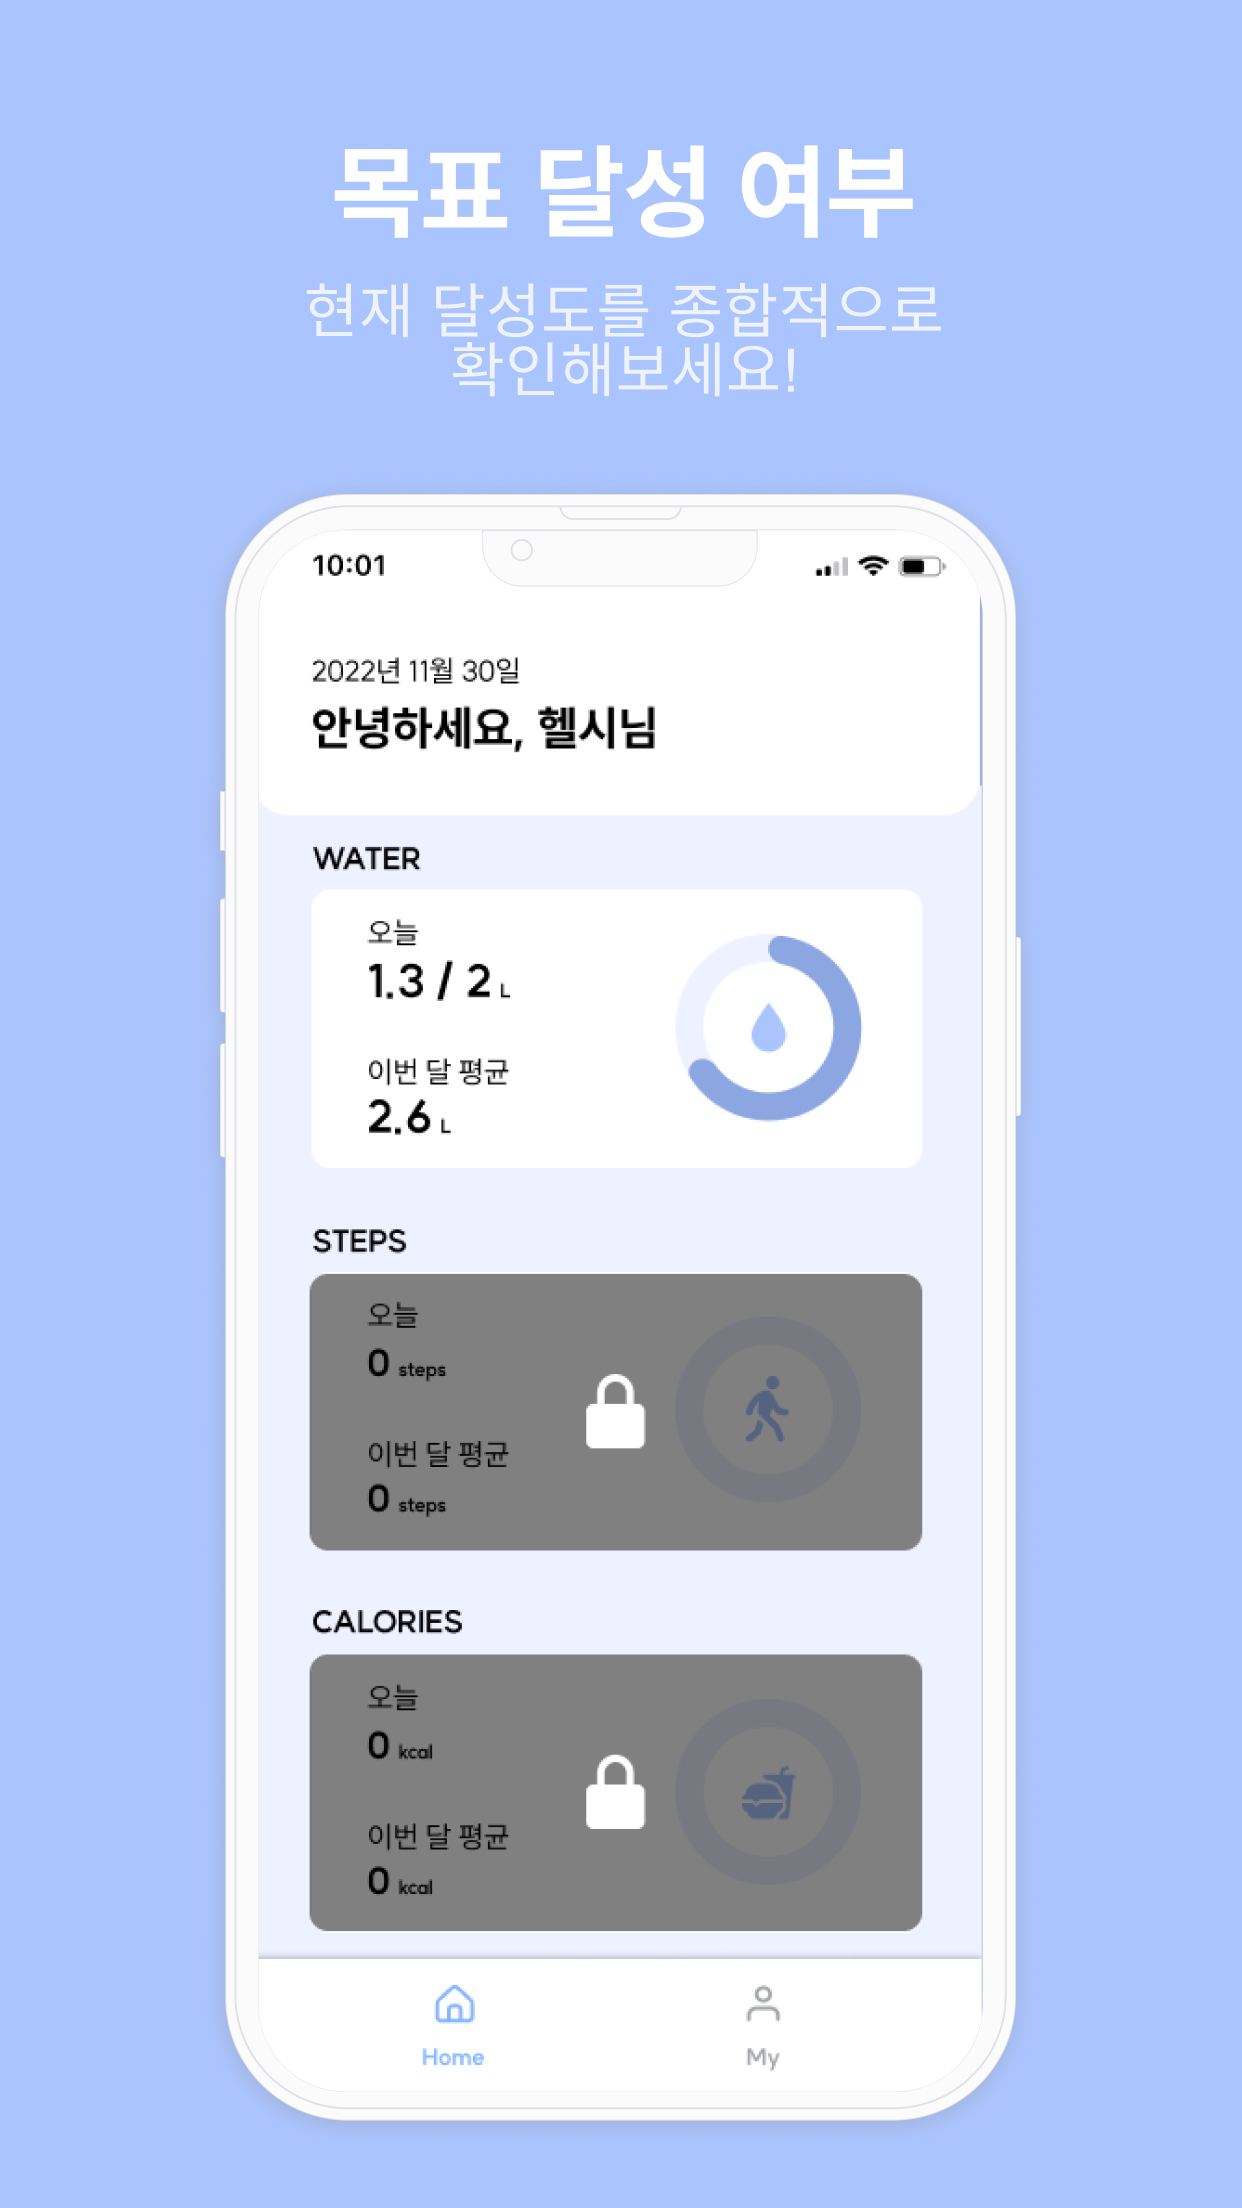 목표 달성 여부
현재 달성도를 종합적으로
확인해보세요!
10:01
2022년 11월 30일
안녕하세요, 헬시님
WATER
오늘
1.3 / 2 L
이번 달 평균
2.6 L
STEPS
오늘
0 steps
이번 달 평균
0 steps
CALORIES
오늘
0 kcal
이번 달 평균
0 kcal
Home
My